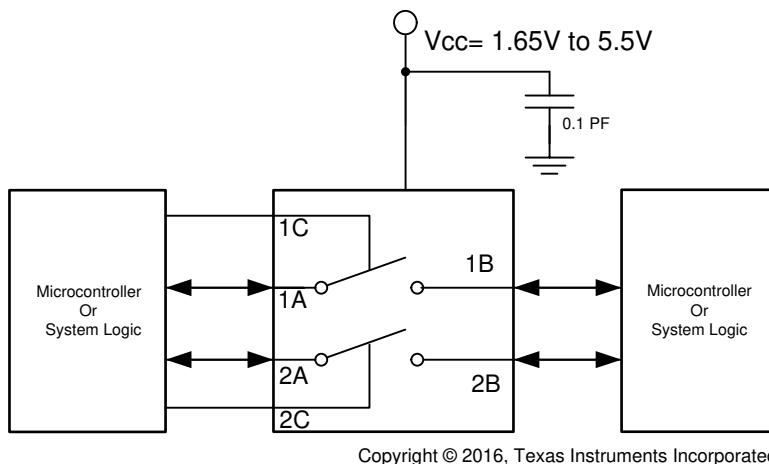 Vcc= 1.65V to 5.5V
0.1 PF
1C
1B
1A
2A
2B
2C
Microcontroller
Or
System Logic
Microcontroller
Or
System Logic
Copyright © 2016, Texas Instruments Incorporated